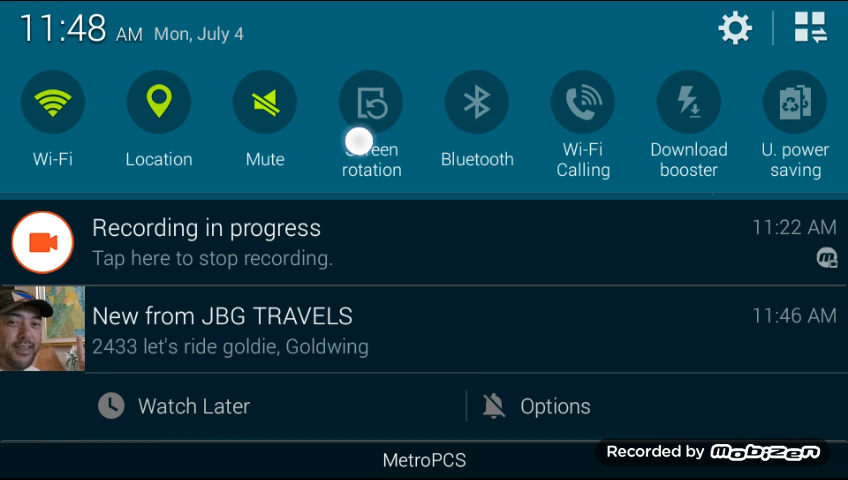 11:48 AM Mon, July 4
Wi-Fi
Location
Mute
Screen
rotation
Bluetooth
Wi-Fi
Calling
Download
booster
U. power
saving
Recording in progress
11:22 AM
Tap here to stop recording.
New from JBG TRAVELS
11:46 AM
2433 let's ride goldie, Goldwing
Watch Later
Options
MetroPCS
Recorded by Mobizen